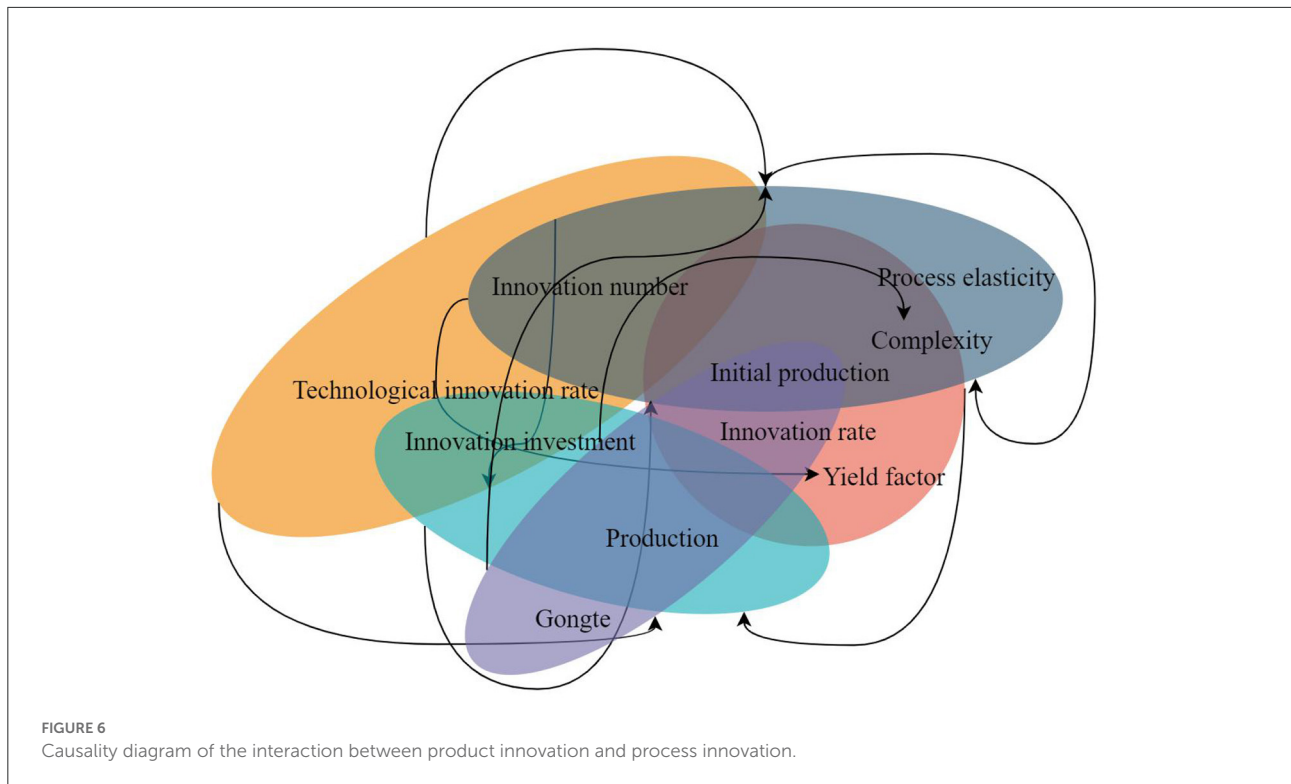 Innovation number
Process elasticity
Complexity
Initial production
Technological innovation rate
Innovation investment
Innovation rate
Yield factor
Production
Gongte
FIGURE 6
Causality diagram of the interaction between product innovation and process innovation.